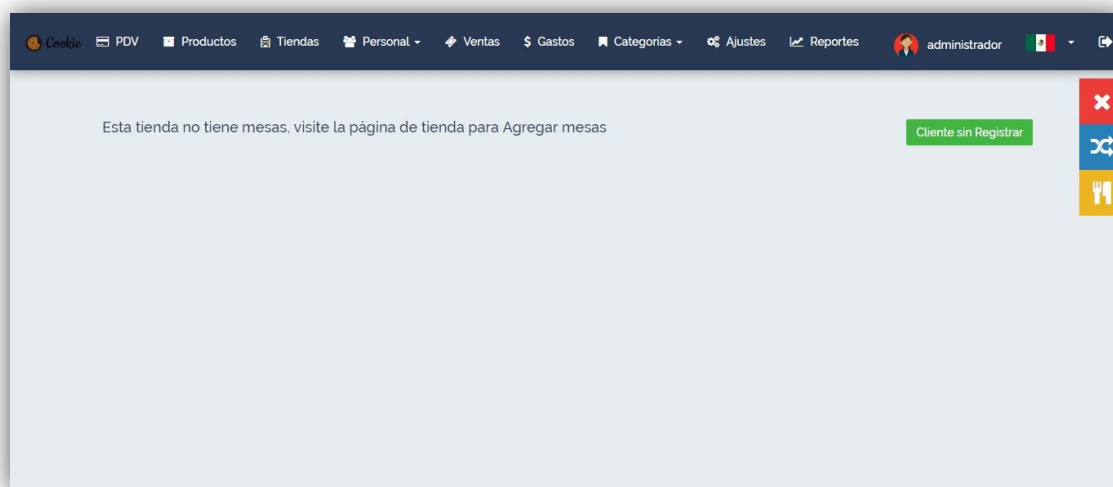 Cookie PDV Productos Tiendas Personal Ventas $ Gastos Categorías Ajustes Reportes administrador
Esta tienda no tiene mesas, visite la página de tienda para Agregar mesas
Cliente sin Registrar